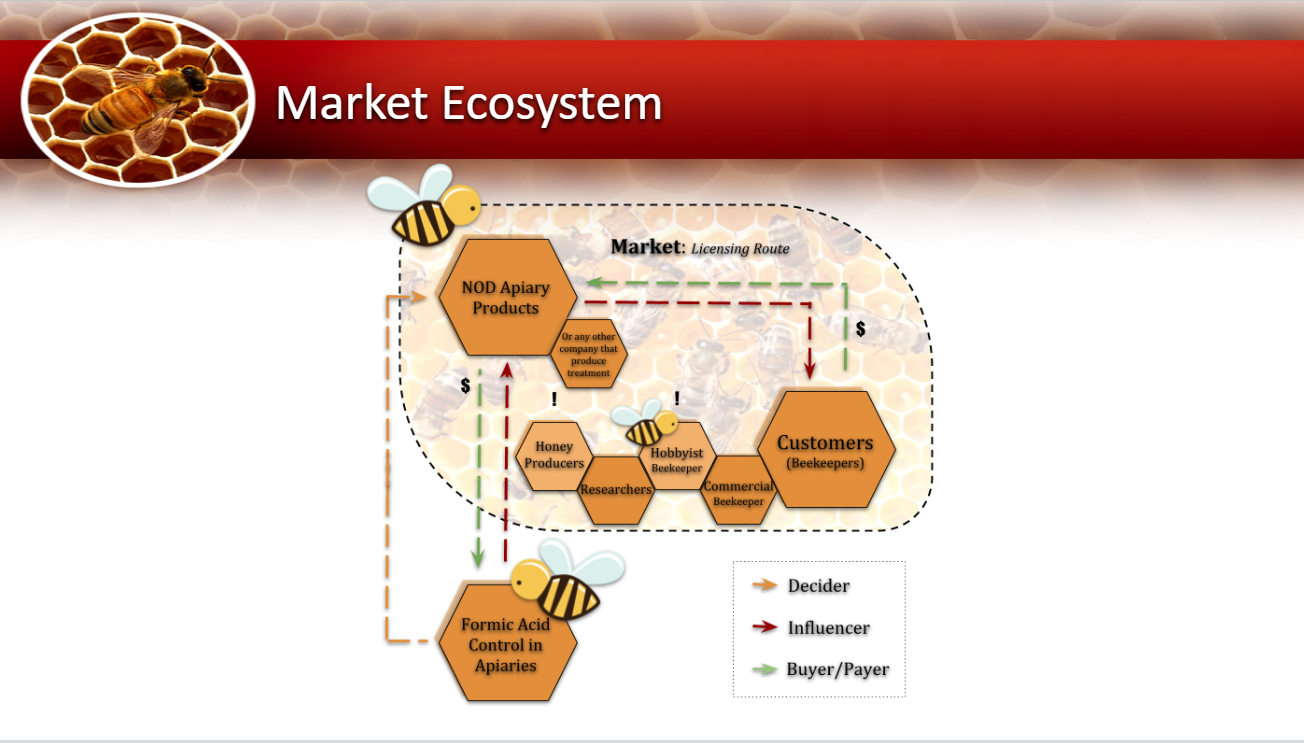 Market Ecosystem
Market: Licensing Route
NOD Apiary
Products
Or any other
company that
produce
treatment
$
$
!
!
Honey
Producers
Researchers
Hobbyist
Beekeeper
Commercial
Beekeeper
Customers
(Beekeepers)
Formic Acid
Control in
Apiaries
Decider
Influencer
Buyer/Payer